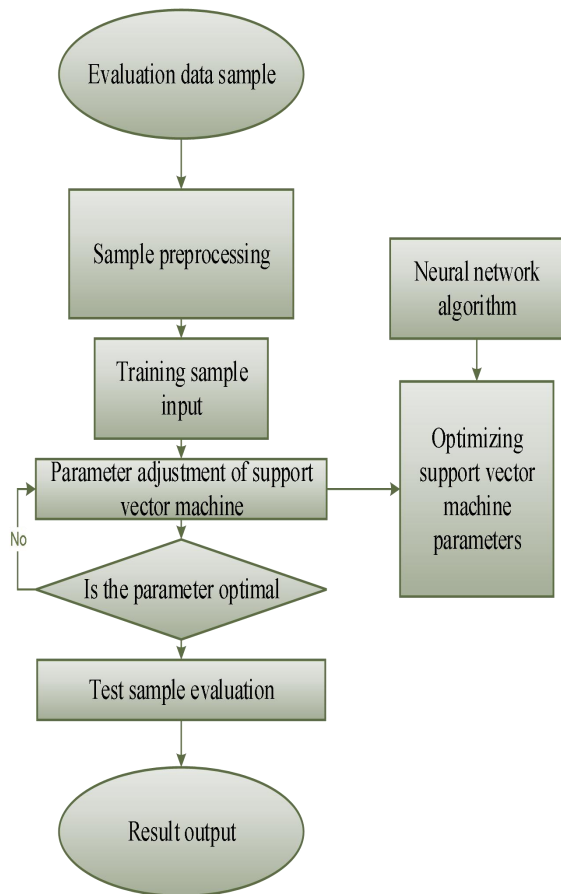 Evaluation data sample
Sample preprocessing
Neural network
algorithm
Training sample
input
Parameter adjustment of support
vector machine
Optimizing
support vector
machine
parameters
No
Is the parameter optimal
Test sample evaluation
Result output